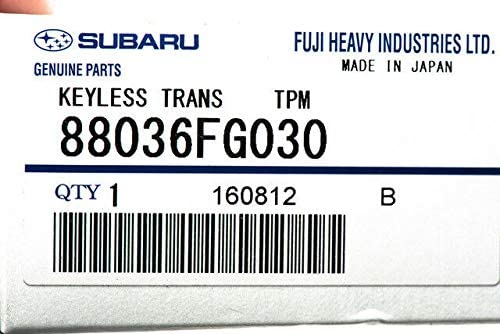 SUBARU FUJI HEAVY INDUSTRIES LTD.
GENUINE PARTS MADE IN JAPAN
KEYLESS TRANS TPM
88036FG030
QTY 1 160812 B